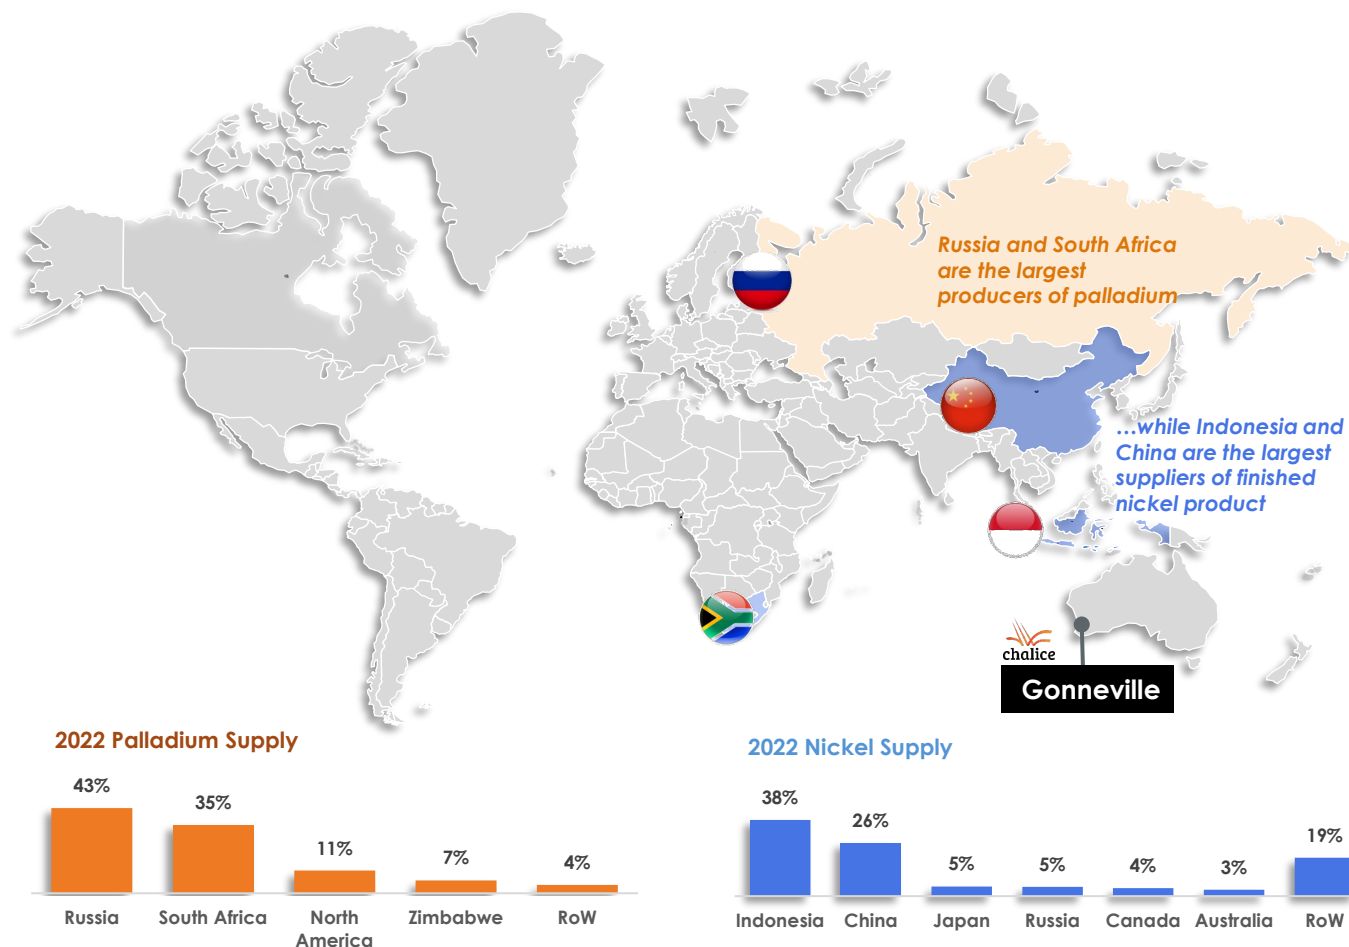 Russia and South Africa
are the largest
producers of palladium
...while Indonesia and
China are the largest
suppliers of finished
nickel product
chalice
Gonneville
2022 Palladium Supply
43%
35%
11%
7%
4%
Russia
South Africa
North
America
Zimbabwe
RoW
2022 Nickel Supply
38%
26%
5%
5%
4%
3%
19%
Indonesia
China
Japan
Russia
Canada
Australia
RoW